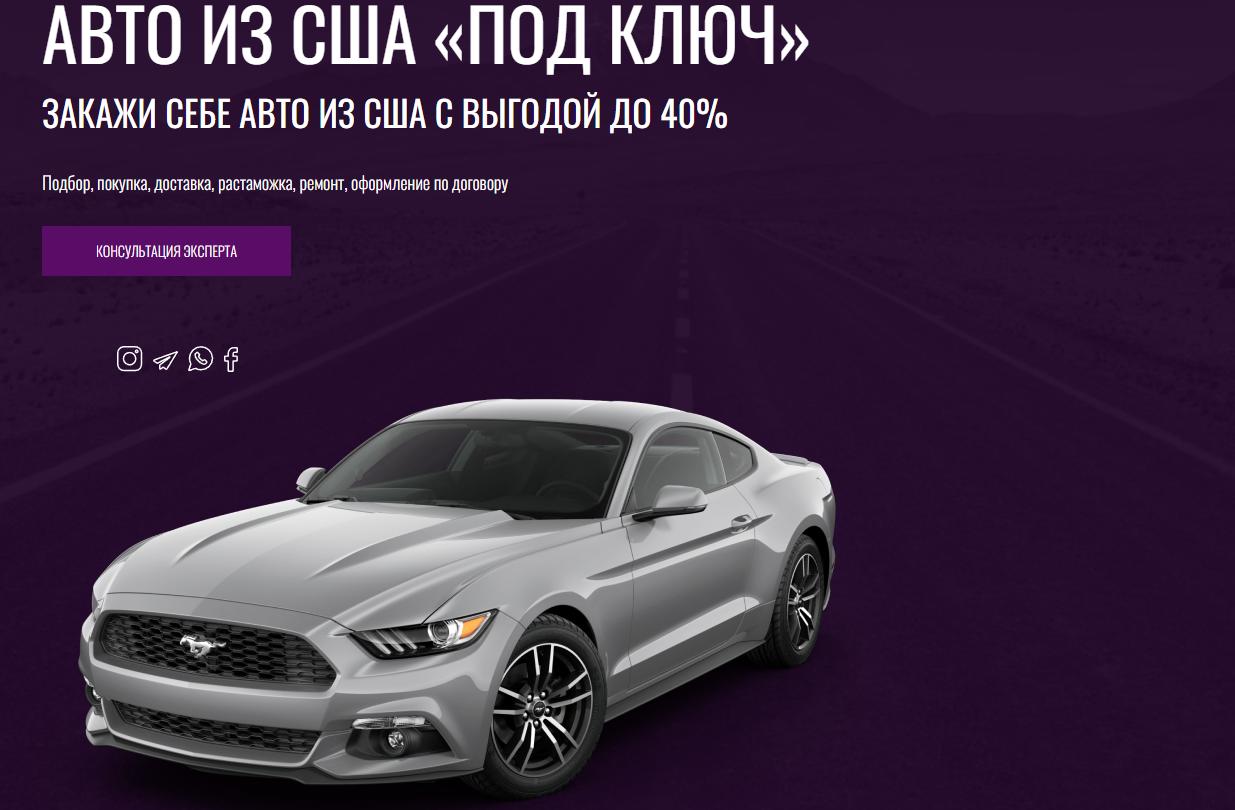 АВТО ИЗ США «ПОД КЛЮЧ»
ЗАКАЖИ СЕБЕ АВТО ИЗ США С ВЫГОДОЙ ДО 40%
Подбор, покупка, доставка, растаможка, ремонт, оформление по договору
КОНСУЛЬТАЦИЯ ЭКСПЕРТА